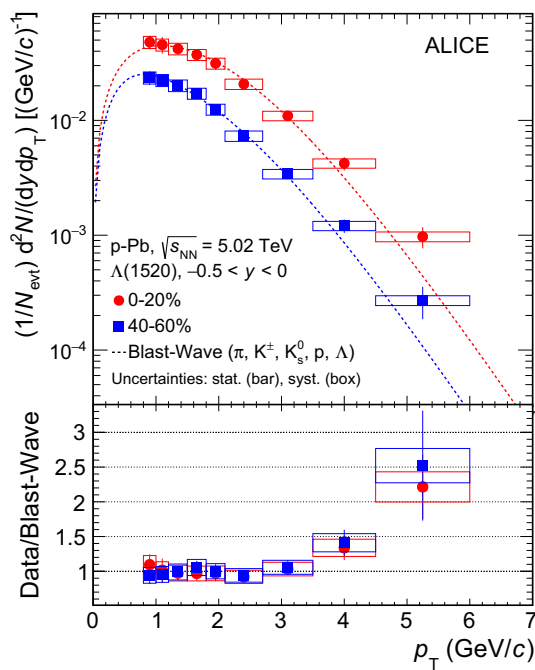 (1/N_evt) d²N/(dydp_T) [(GeV/c)⁻¹]
ALICE
10⁻²
10⁻³
10⁻⁴
p-Pb, √s_NN = 5.02 TeV
Λ(1520), −0.5 < y < 0
0-20%
40-60%
Blast-Wave (π, K^±, K_s^0, p, Λ)
Uncertainties: stat. (bar), syst. (box)
Data/Blast-Wave
3
2.5
2
1.5
1
0 1 2 3 4 5 6 7
p_T (GeV/c)